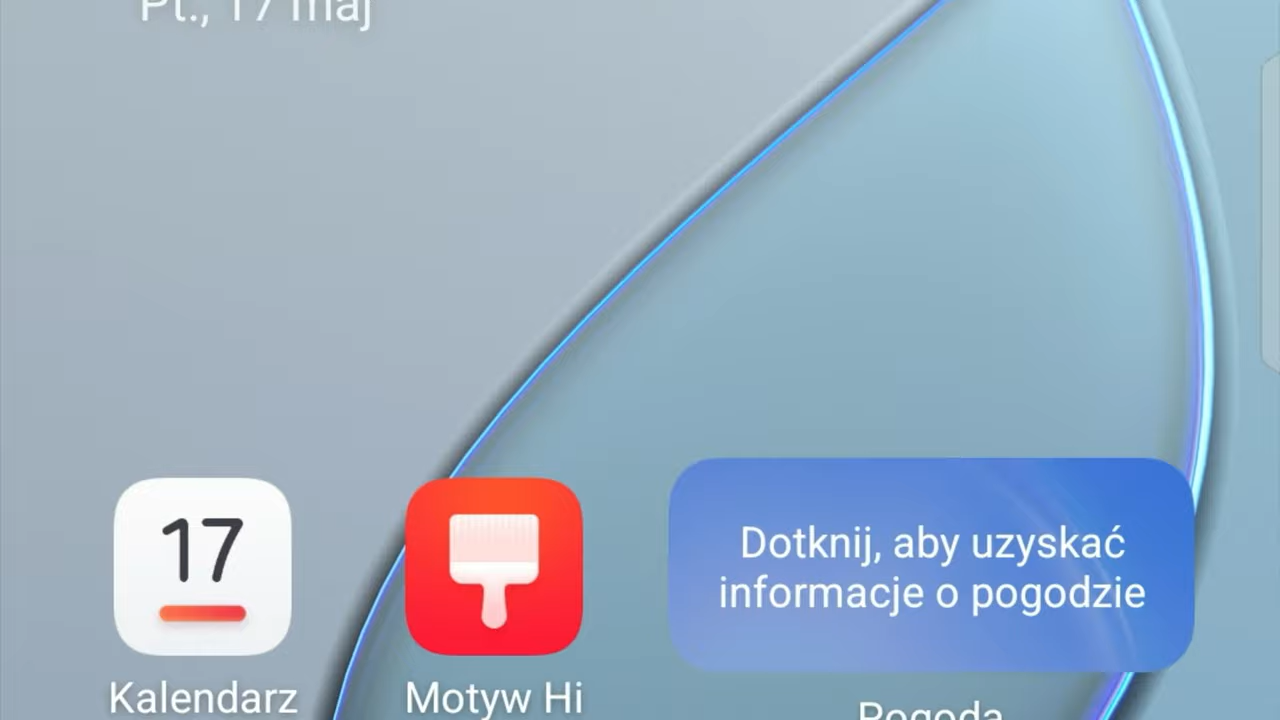 Pt., 17 maj
17
Dotknij, aby uzyskać
informacje o pogodzie
Kalendarz
Motyw Hi
Pogoda